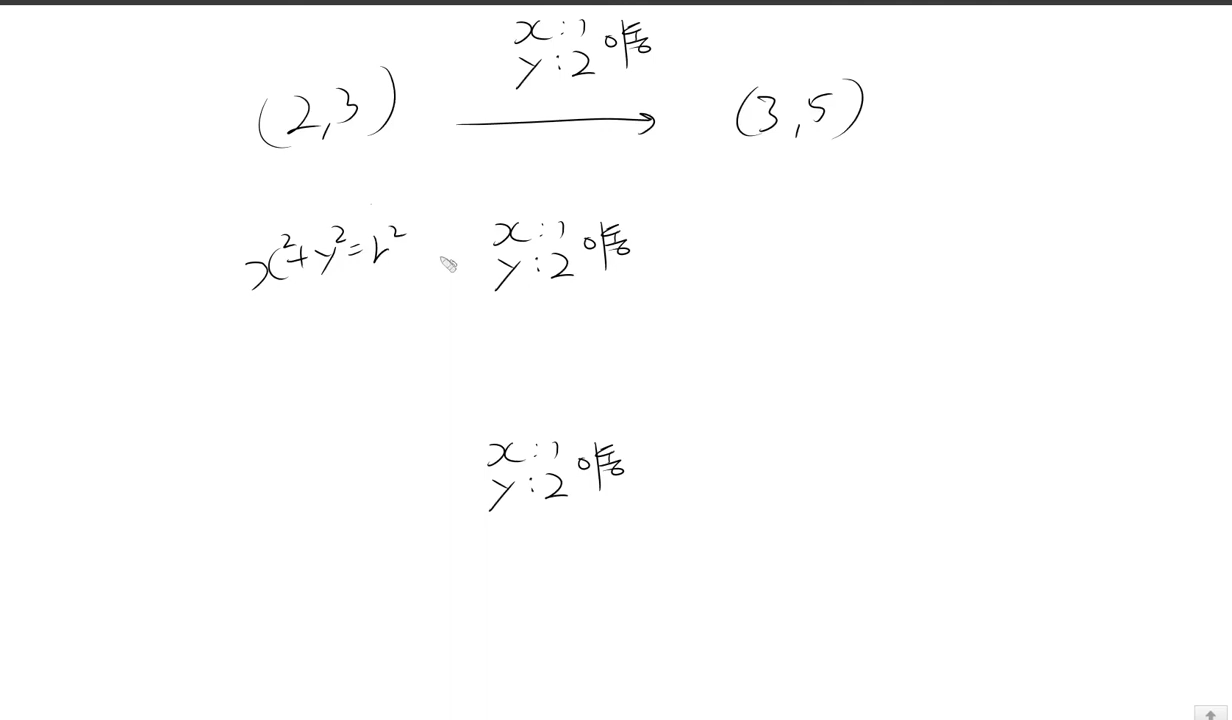 x : 1
y : 2 이동
(2,3) → (3,5)
x²+y²=r²
x : 1
y : 2 이동
x : 1
y : 2 이동